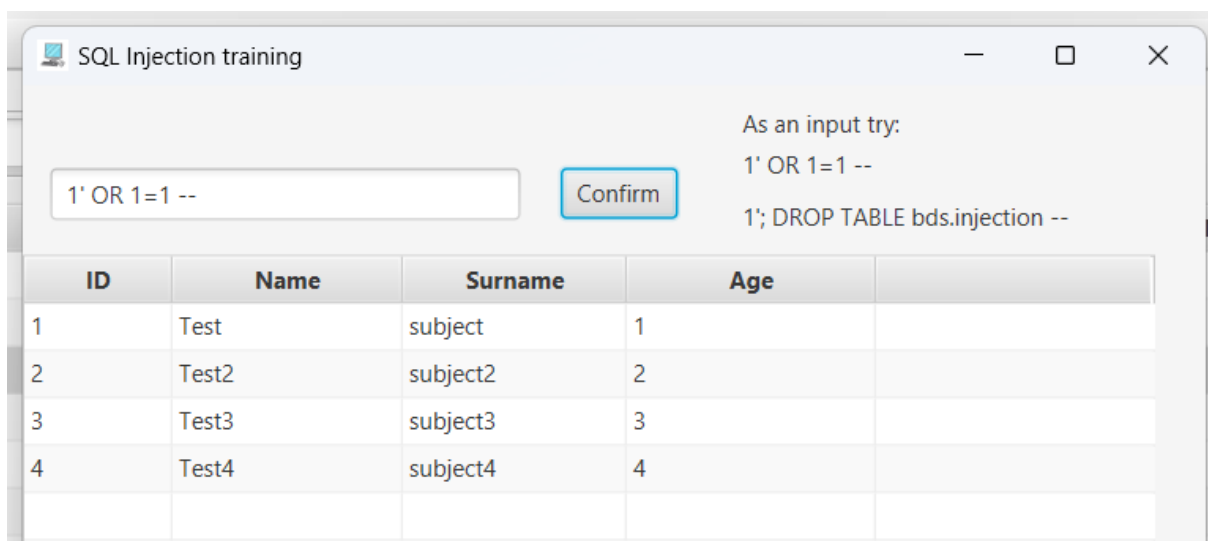 SQL Injection training
As an input try:
1' OR 1=1 --
1' OR 1=1 --
Confirm
1'; DROP TABLE bds.injection --
ID Name Surname Age
1 Test subject 1
2 Test2 subject2 2
3 Test3 subject3 3
4 Test4 subject4 4